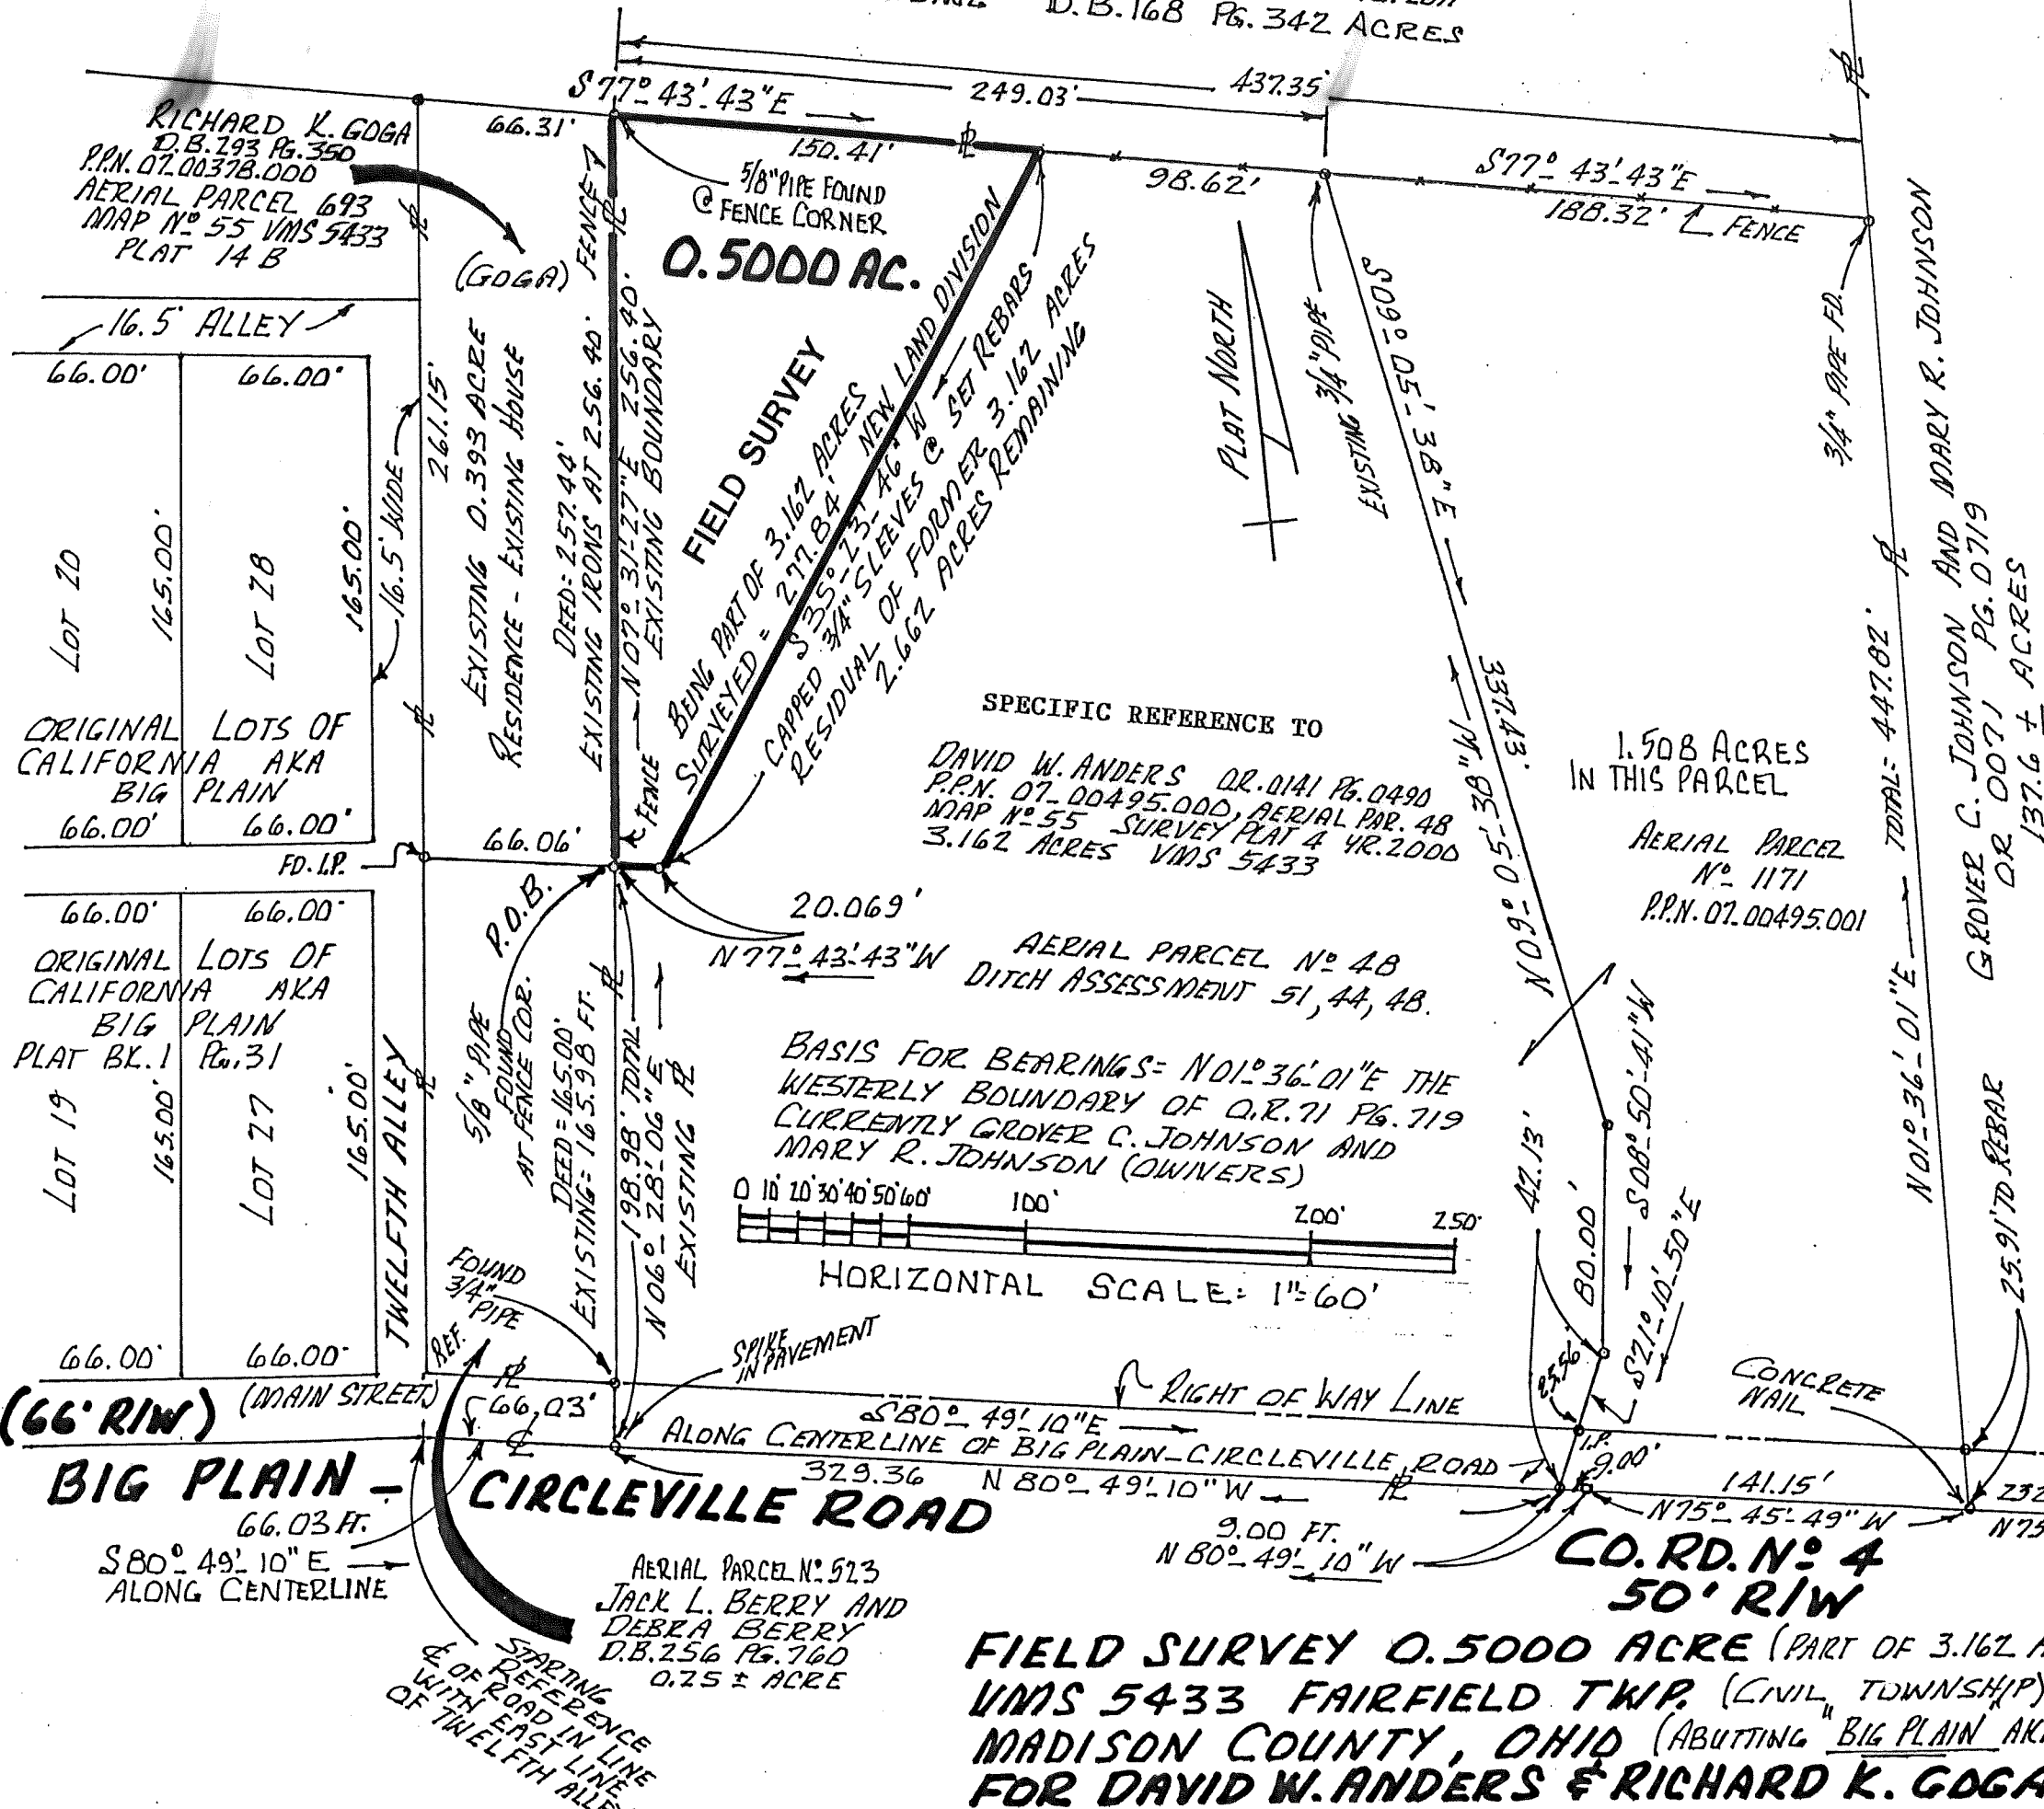 D.B.168 PG.342 ACRES
437.35'
249.03'
S77°-43'-43"E
66.31'
150.41'
98.62'
S77°-43'-43"E
188.32' FENCE
RICHARD K. GOGA
D.B.293 PG.350
P.P.N. 07-00378.000
AERIAL PARCEL 693
MAP Nº 55 VMS 5433
PLAT 14 B
(GOGA)
5/8" PIPE FOUND
@ FENCE CORNER
0.5000 AC.
FENCE
16.5' ALLEY
66.00'
66.00'
LOT 20
165.00'
LOT 28
165.00'
16.5' WIDE
ORIGINAL LOTS OF
CALIFORNIA AKA
BIG PLAIN
66.00'
66.00'
FD. I.P.
261.15'
EXISTING 0.393 ACRE
RESIDENCE - EXISTING HOUSE
DEED=257.44'
EXISTING IRONS AT 256.40'
N07°-31'-27"E 256.40'
EXISTING BOUNDARY
FENCE
FIELD SURVEY
BEING PART OF 3.162 ACRES
SURVEYED = 277.84' NEW LAND DIVISION
S 35°-23'-46" W
CAPPED 3/4" SLEEVES @ SET REBARS
RESIDUAL OF FORMER 3.162 ACRES
2.662 ACRES REMAINING
PLAT NORTH
EXISTING 3/4" PIPE
S09°-05'-38"E
337.43'
N09°-05'-38"W
3/4" PIPE FD.
GROVER C. JOHNSON AND MARY R. JOHNSON
OR 0071 PG. 0719
137.6 ± ACRES
N01°-36'-01"E TOTAL = 447.82'
SPECIFIC REFERENCE TO
DAVID W. ANDERS OR.0141 PG.0490
P.P.N. 07-00495.000, AERIAL PAR. 48
MAP Nº55 SURVEY PLAT 4 YR.2000
3.162 ACRES VMS 5433
1.508 ACRES
IN THIS PARCEL
AERIAL PARCEL
Nº 1171
P.P.N. 07-00495.001
66.06'
P.O.B.
20.069'
N77°-43'-43"W
AERIAL PARCEL Nº 48
DITCH ASSESSMENT 51, 44, 48.
66.00'
66.00'
ORIGINAL LOTS OF
CALIFORNIA AKA
BIG PLAIN
PLAT BK.1 PG.31
LOT 19
165.00'
LOT 27
165.00'
66.00'
66.00'
TWELFTH ALLEY
5/8" PIPE
FOUND
AT FENCE COR.
DEED=165.00'
EXISTING=165.98 FT.
198.98' TOTAL
N06°-28'-06"E
EXISTING PL
BASIS FOR BEARINGS= N01°36'-01"E THE
WESTERLY BOUNDARY OF O.R.71 PG.719
CURRENTLY GROVER C. JOHNSON AND
MARY R. JOHNSON (OWNERS)
0 10' 20' 30' 40' 50' 60' 100' 200' 250'
HORIZONTAL SCALE: 1"=60'
42.13'
80.00'
S08°-50'-41"W
S21°-10'-50"E
25.56'
25.91' TO REBAR
FOUND
3/4"
PIPE
REF.
SPIKE
IN PAVEMENT
CONCRETE
NAIL
(66' R/W)
(MAIN STREET)
66.03'
S80°-49'-10"E
RIGHT OF WAY LINE
ALONG CENTERLINE OF BIG PLAIN-CIRCLEVILLE ROAD
329.36
N 80°-49'-10"W
I.P.
9.00'
141.15'
N75°-45'-49"W
232
N75
BIG PLAIN - CIRCLEVILLE ROAD
66.03 FT.
S80°-49'-10"E
ALONG CENTERLINE
9.00 FT.
N80°-49'-10"W
CO. RD. Nº 4
50' R/W
AERIAL PARCEL Nº 523
JACK L. BERRY AND
DEBRA BERRY
D.B.256 PG.760
0.25 ± ACRE
STARTING
REFERENCE
℄ OF ROAD IN LINE
WITH EAST LINE
OF TWELFTH ALLEY
FIELD SURVEY 0.5000 ACRE (PART OF 3.162 A
VMS 5433 FAIRFIELD TWP. (CIVIL TOWNSHIP)
MADISON COUNTY, OHIO (ABUTTING "BIG PLAIN AK
FOR DAVID W. ANDERS & RICHARD K. GOGA